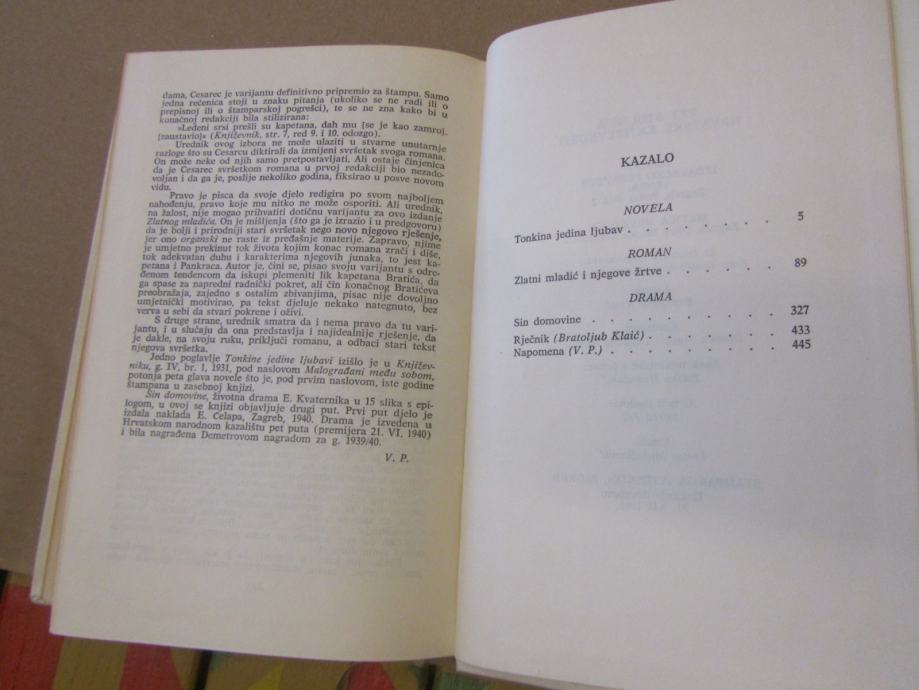 dama, Cesarec je varijantu definitivno pripremio za štampu. Samo
jedna rečenica stoji u znaku pitanja (ukoliko se ne radi ili o
prepisnoj ili o štamparskoj pogrešci), te se ne zna kako bi u
konačnoj redakciji bila stilizirana:
»Ledeni srsi prešli su kapetana, dah mu [se je kao zamro],
[zaustavio]« (Književnik, str. 7, red 9. i 10. odozgo).
Urednik ovog izbora ne može ulaziti u stvarne unutarnje
razloge što su Cesarcu diktirali da izmijeni svršetak svoga romana.
On može neke od njih samo pretpostavljati. Ali ostaje činjenica
da je Cesarec svršetkom romana u prvoj redakciji bio nezado-
voljan i da ga je, poslije nekoliko godina, fiksirao u posve novom
vidu.
Pravo je pisca da svoje djelo redigira po svom najboljem
nahođenju, pravo koje mu nitko ne može osporiti. Ali urednik,
na žalost, nije mogao prihvatiti dotičnu varijantu za ovo izdanje
Zlatnog mladića. On je mišljenja (što ga je izrazio i u predgovoru)
da je bolji i prirodniji stari svršetak nego novo njegovo rješenje,
jer ono organski ne raste iz pređašnje materije. Zapravo, njime
je umjetno prekinut tok života kojim konac romana zrači i diše,
tok adekvatan duhu i karakterima njegovih junaka, to jest ka-
petana i Pankraca. Autor je, čini se, pisao svoju varijantu s odre-
đenom tendencom da iskupi plemeniti lik kapetana Bratića, da
ga spase za napredni radnički pokret, ali čin konačnog Bratićeva
preobražaja, zajedno s ostalim zbivanjima, pisac nije dovoljno
umjetnički motivirao, pa tekst djeluje nekako nategnuto, bez
verva u sebi da stvari pokrene i oživi.
S druge strane, urednik smatra da i nema pravo da tu vari-
jantu, i u slučaju da ona predstavlja i najidealnije rješenje, da
je dakle, na svoju ruku, priključi romanu, a odbaci stari tekst
njegova svršetka.
Jedno poglavlje Tonkine jedine ljubavi izišlo je u Književ-
niku, g. IV, br. 1, 1931, pod naslovom Malograđani među sobom,
potonja peta glava novele što je, pod prvim naslovom, iste godine
štampana u zasebnoj knjizi.
Sin domovine, životna drama E. Kvaternika u 15 slika s epi-
logom, u ovoj se knjizi objavljuje drugi put. Prvi put djelo je
izdala naklada E. Čelapa, Zagreb, 1940. Drama je izvedena u
Hrvatskom narodnom kazalištu pet puta (premijera 21. VI. 1940)
i bila nagrađena Demetrovom nagradom za g. 1939/40.
V. P.
KAZALO
NOVELA
Tonkina jedina ljubav . . . . . . . . 5
ROMAN
Zlatni mladić i njegove žrtve . . . . . . 89
DRAMA
Sin domovine . . . . . . . . . . 327
Rječnik (Bratoljub Klaić) . . . . . . . 433
Napomena (V. P.) . . . . . . . . . 445